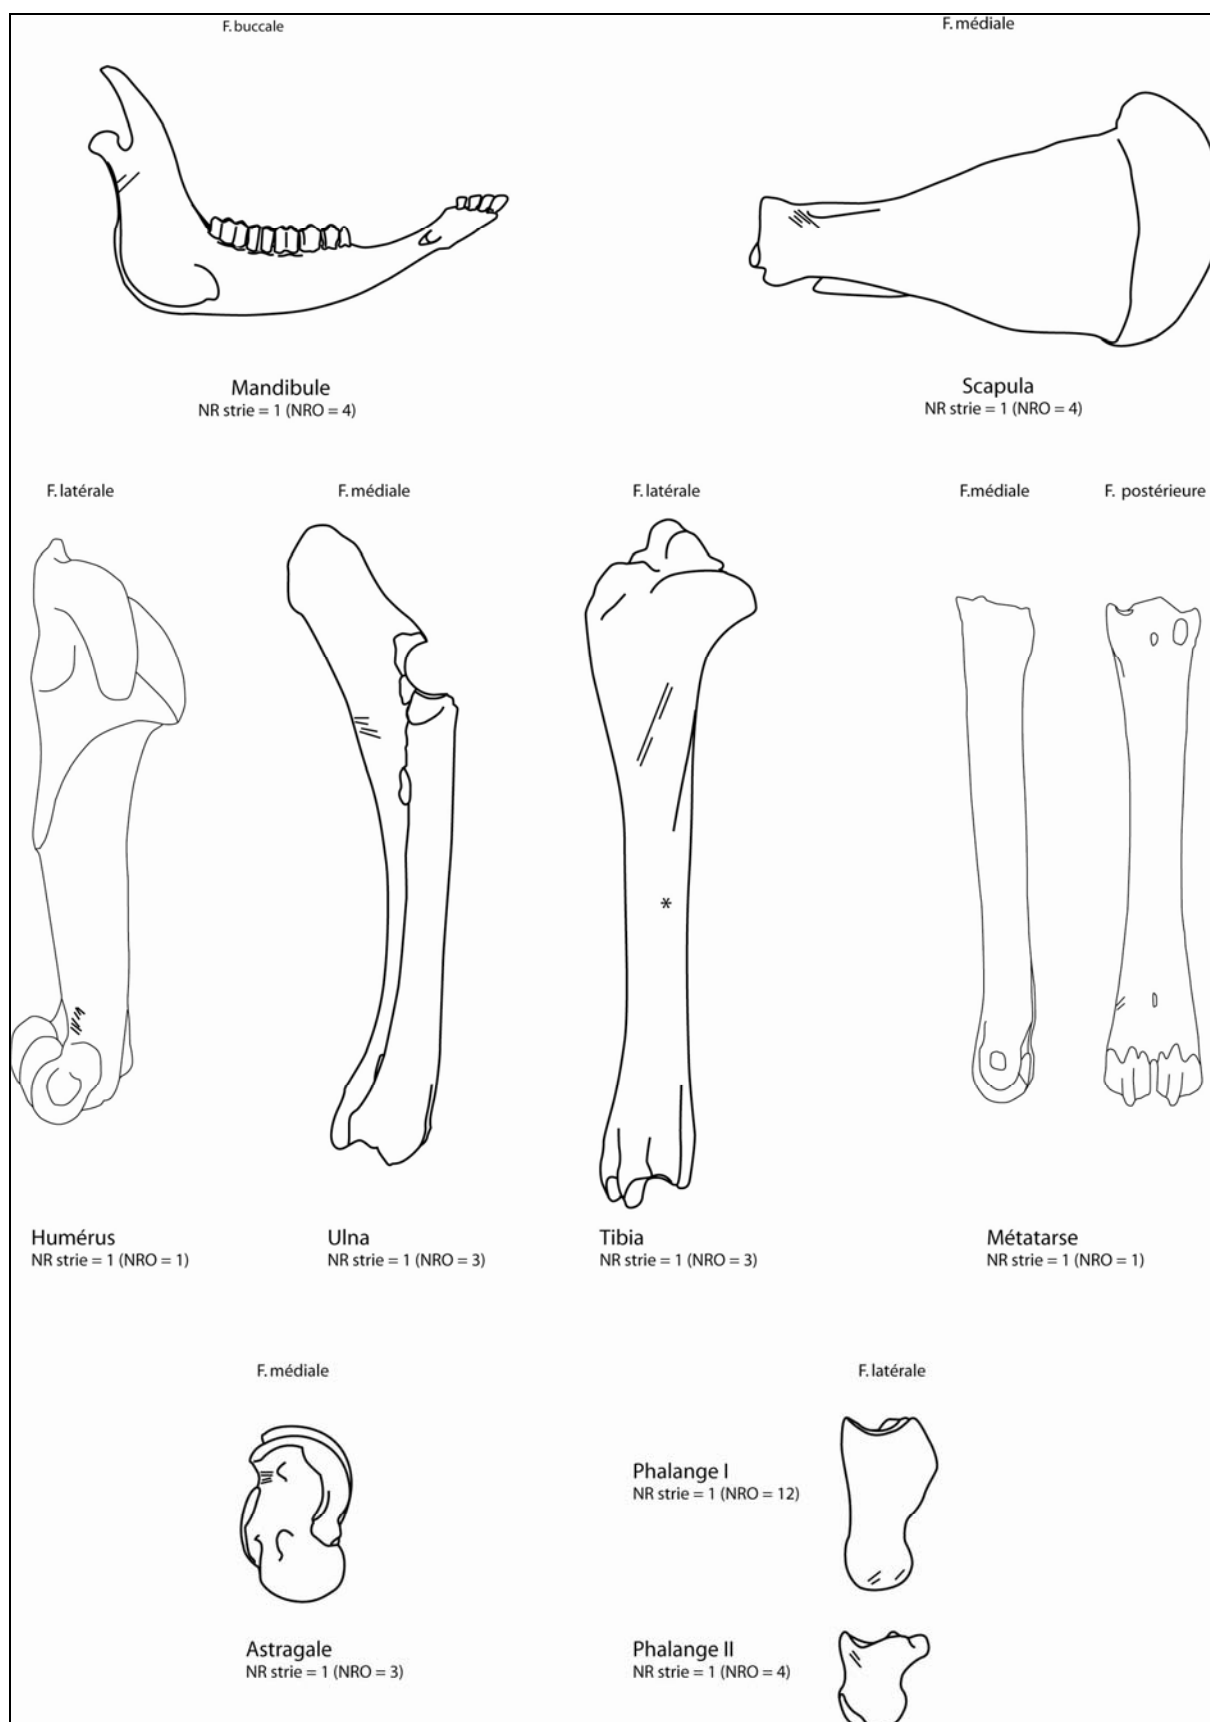 F. buccale
F. médiale
Mandibule
NR strie = 1 (NRO = 4)
Scapula
NR strie = 1 (NRO = 4)
F. latérale
F. médiale
F. latérale
F. médiale
F. postérieure
*
Humérus
NR strie = 1 (NRO = 1)
Ulna
NR strie = 1 (NRO = 3)
Tibia
NR strie = 1 (NRO = 3)
Métatarse
NR strie = 1 (NRO = 1)
F. médiale
F. latérale
Phalange I
NR strie = 1 (NRO = 12)
Astragale
NR strie = 1 (NRO = 3)
Phalange II
NR strie = 1 (NRO = 4)